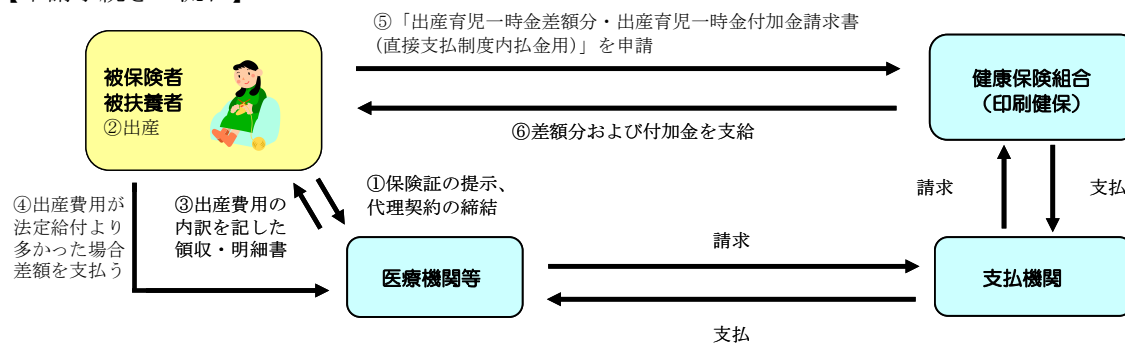 ⑤「出産育児一時金差額分・出産育児一時金付加金請求書
(直接支払制度内払金用)」を申請
被保険者
被扶養者
②出産
健康保険組合
（印刷健保）
⑥差額分および付加金を支給
①保険証の提示、
代理契約の締結
④出産費用が
法定給付より
多かった場合
差額を支払う
③出産費用の
内訳を記した
領収・明細書
請求
支払
医療機関等
請求
支払
支払機関